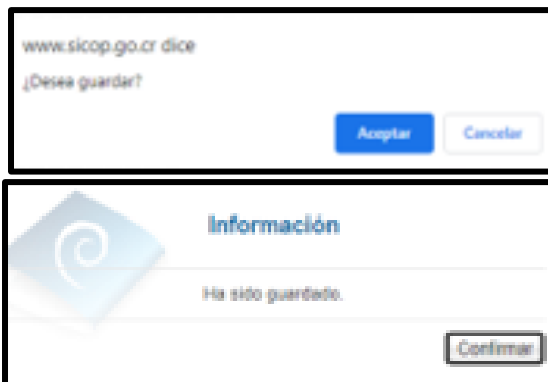 www.sicop.go.cr dice
¿Desea guardar?
Aceptar Cancelar
Información
Ha sido guardado.
Confirmar